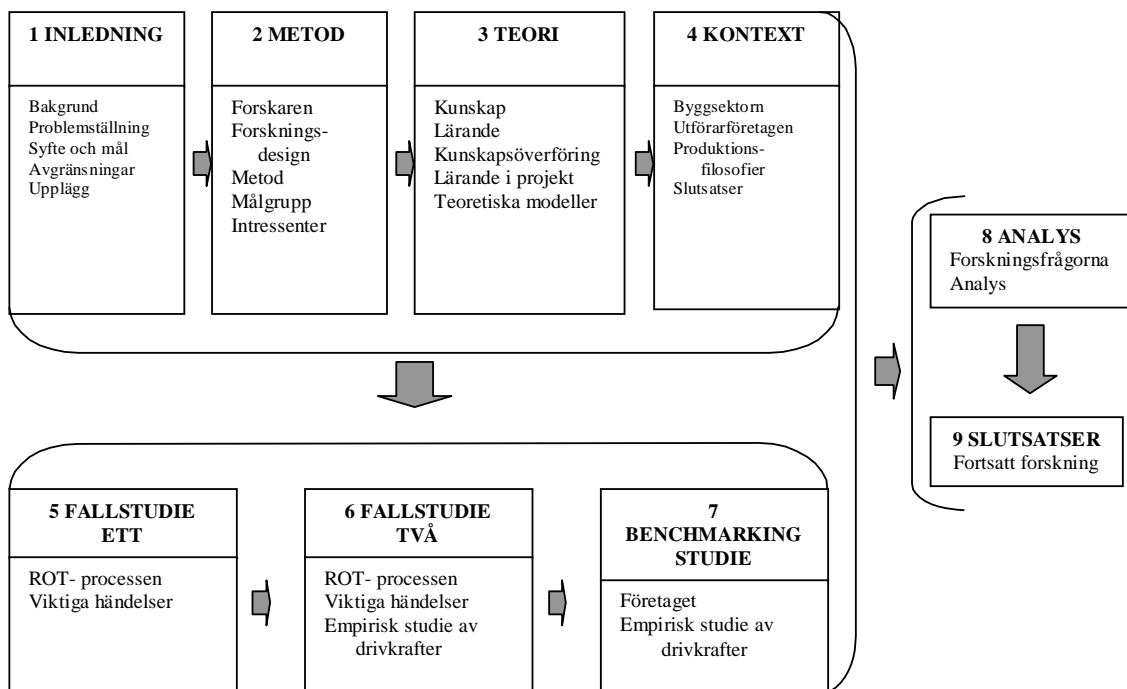 1 INLEDNING
Bakgrund
Problemställning
Syfte och mål
Avgränsningar
Upplägg
2 METOD
Forskaren
Forsknings-
design
Metod
Målgrupp
Intressenter
3 TEORI
Kunskap
Lärande
Kunskapsöverföring
Lärande i projekt
Teoretiska modeller
4 KONTEXT
Byggsektorn
Utförarföretagen
Produktions-
filosofier
Slutsatser
5 FALLSTUDIE
ETT
ROT- processen
Viktiga händelser
6 FALLSTUDIE
TVÅ
ROT- processen
Viktiga händelser
Empirisk studie av
drivkrafter
7
BENCHMARKING
STUDIE
Företaget
Empirisk studie av
drivkrafter
8 ANALYS
Forskningsfrågorna
Analys
9 SLUTSATSER
Fortsatt forskning